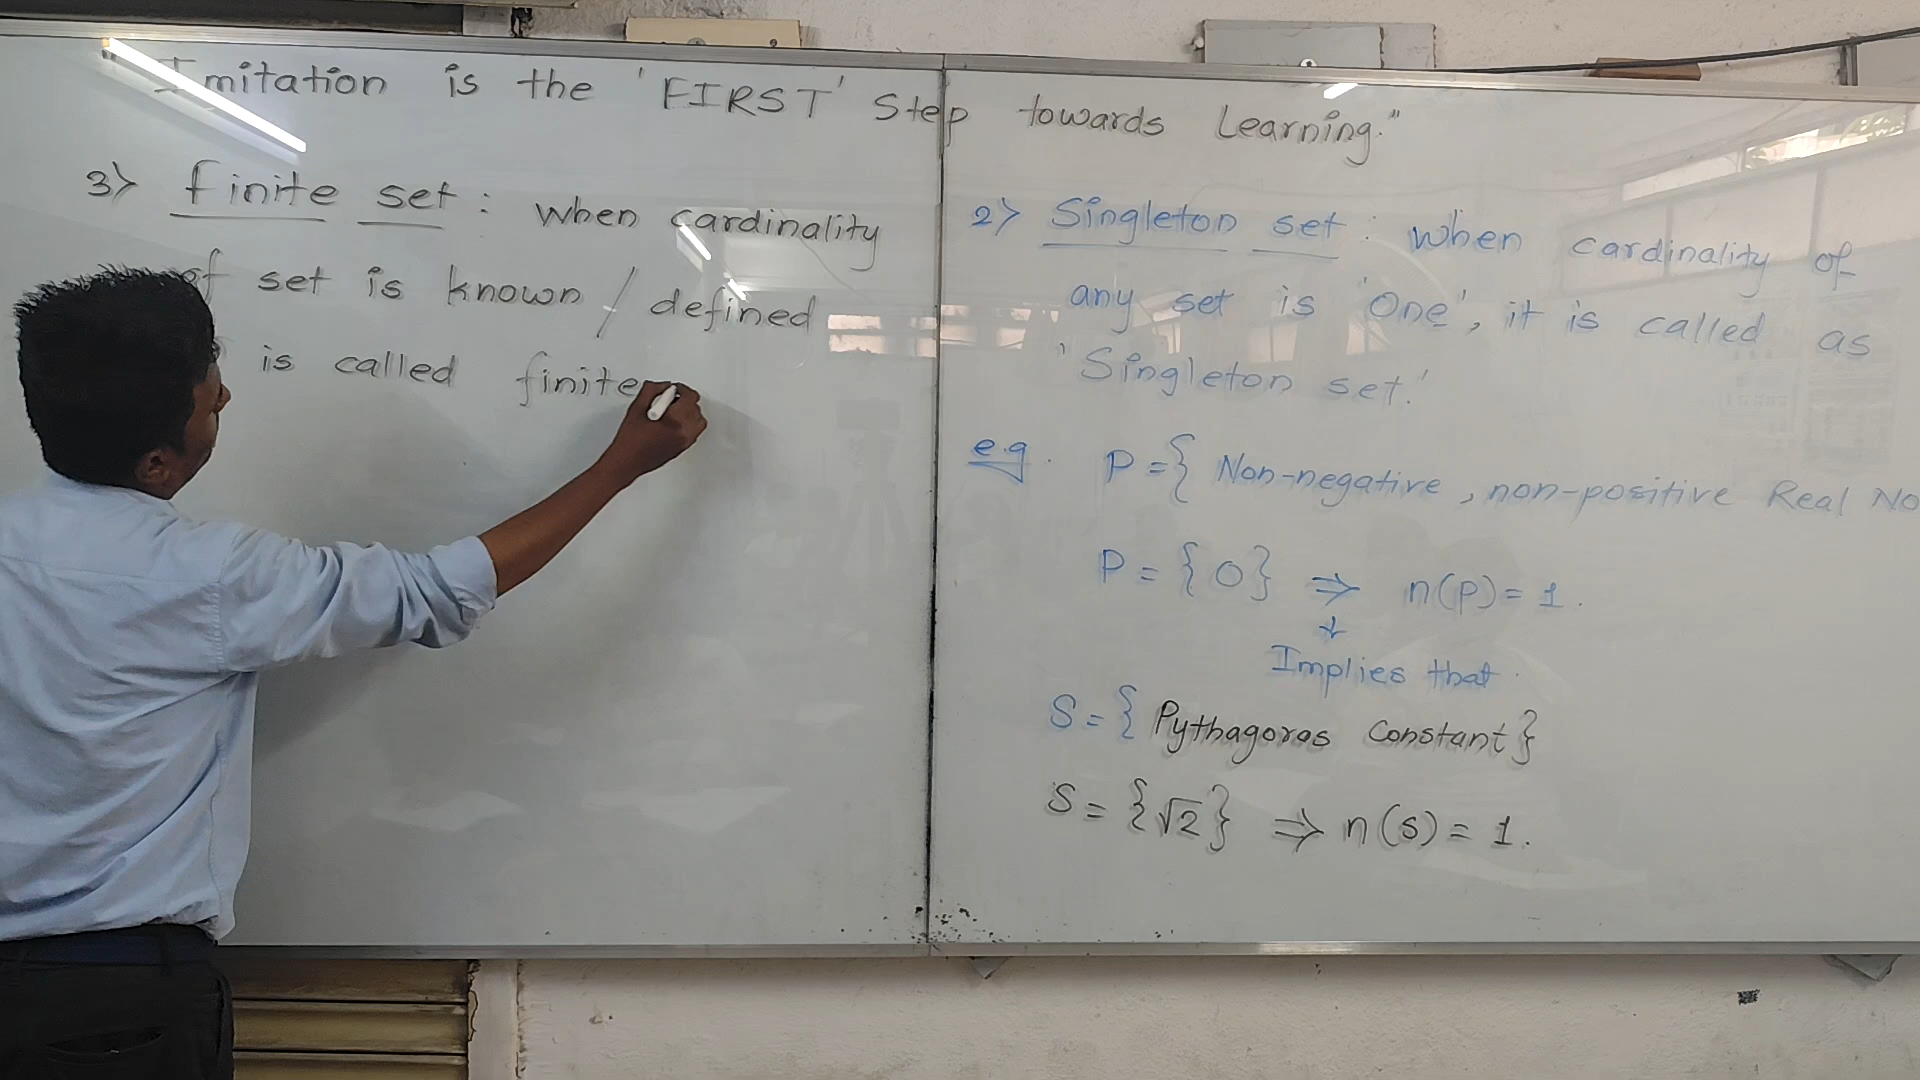 "Imitation is the 'FIRST' Step towards Learning."
3> finite set : when cardinality
of set is known / defined
is called finite
2> Singleton set : when cardinality of
any set is 'One', it is called as
'Singleton set.'
e.g. P = { Non-negative, non-positive Real No
P = { 0 } ⇒ n(P) = 1.
↓
Implies that
S = { Pythagoras Constant }
S = { √2 } ⇒ n(S) = 1.